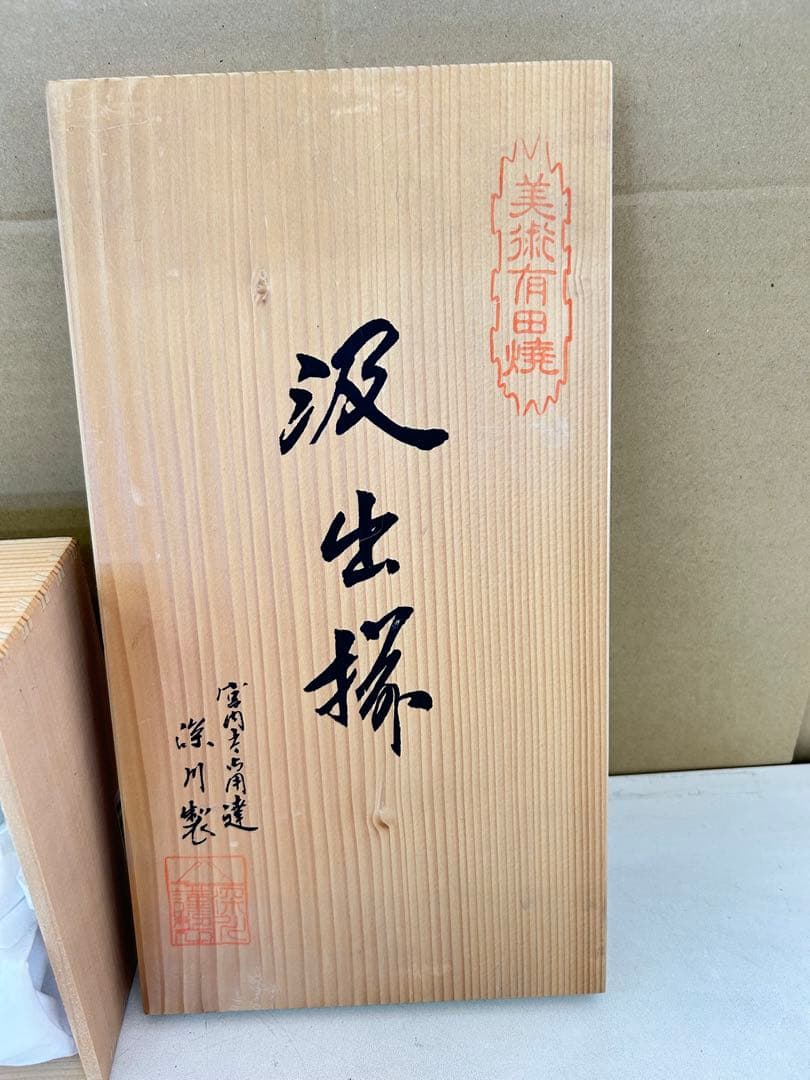 美術有田焼
汲出揃
宮内庁御用達
深川製